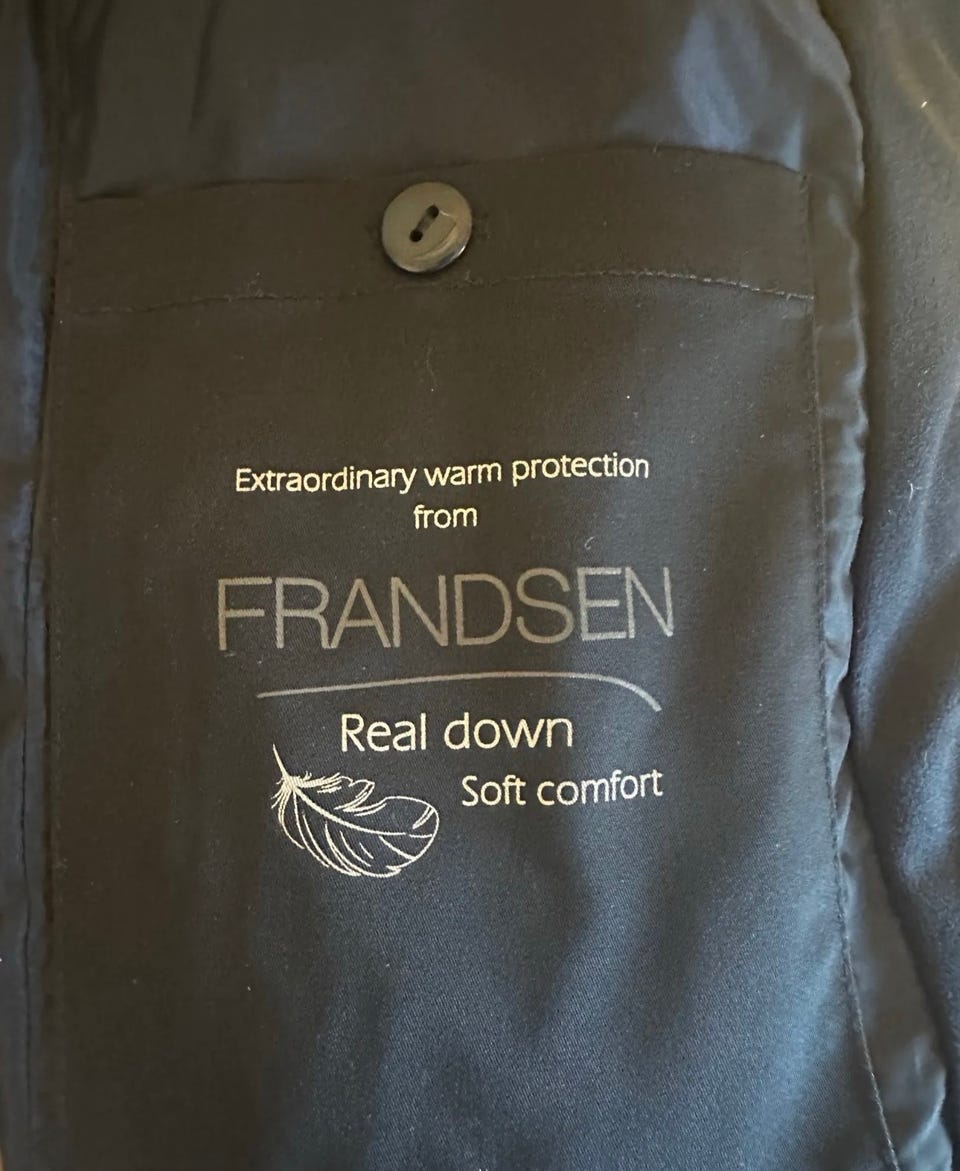 Extraordinary warm protection
from
FRANDSEN
Real down
Soft comfort